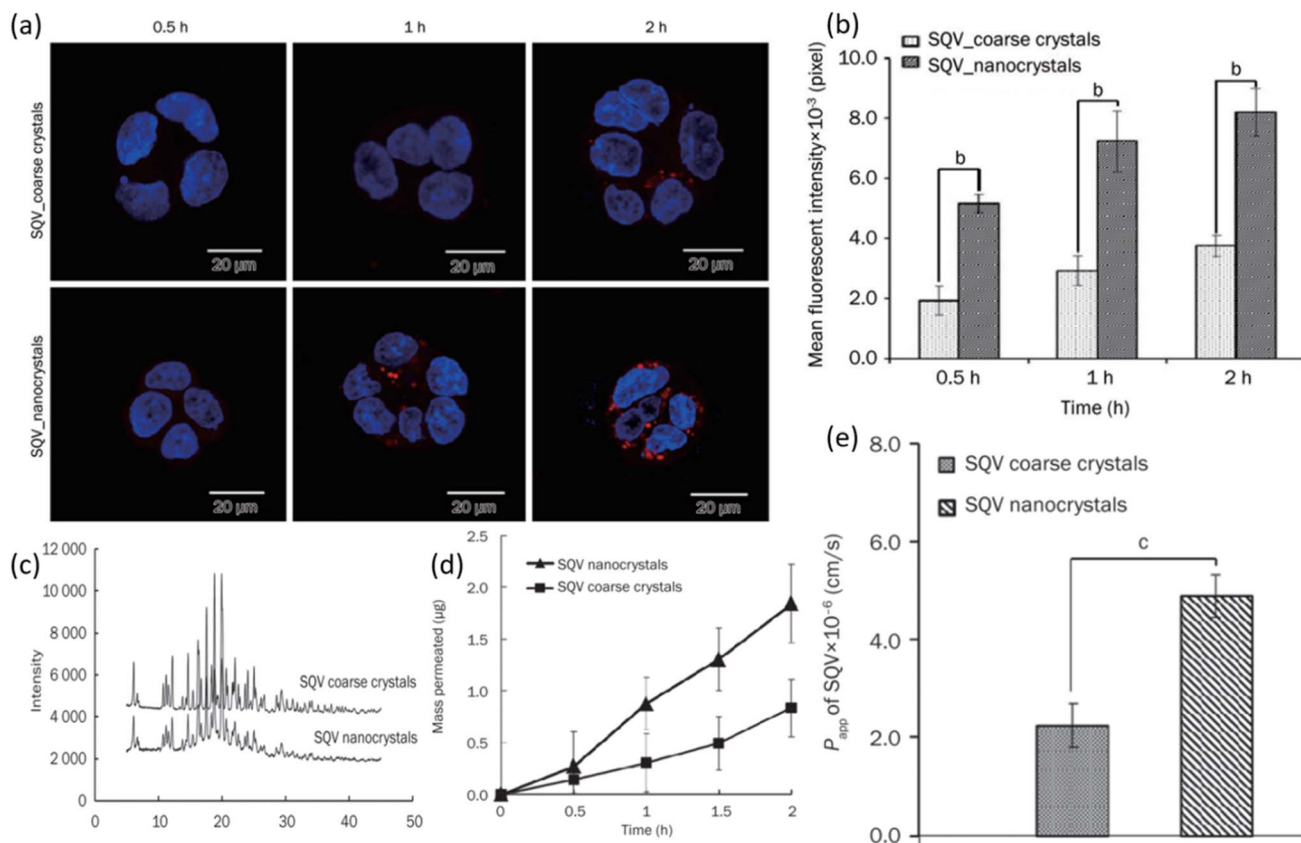 (a)
0.5 h
1 h
2 h
SQV_coarse crystals
20 µm
20 µm
20 µm
SQV_nanocrystals
20 µm
20 µm
20 µm
(b)
SQV_coarse crystals
SQV_nanocrystals
Mean fluorescent intensity×10⁻³ (pixel)
10.0
8.0
6.0
4.0
2.0
0.0
b
b
b
0.5 h
1 h
2 h
Time (h)
(c)
Intensity
12 000
10 000
8 000
6 000
4 000
2 000
0
SQV coarse crystals
SQV nanocrystals
0
10
20
30
40
50
(d)
Mass permeated (µg)
2.5
2.0
1.5
1.0
0.5
0.0
SQV nanocrystals
SQV coarse crystals
0
0.5
1
1.5
2
Time (h)
(e)
Papp of SQV×10⁻⁶ (cm/s)
8.0
6.0
4.0
2.0
0.0
SQV coarse crystals
SQV nanocrystals
c